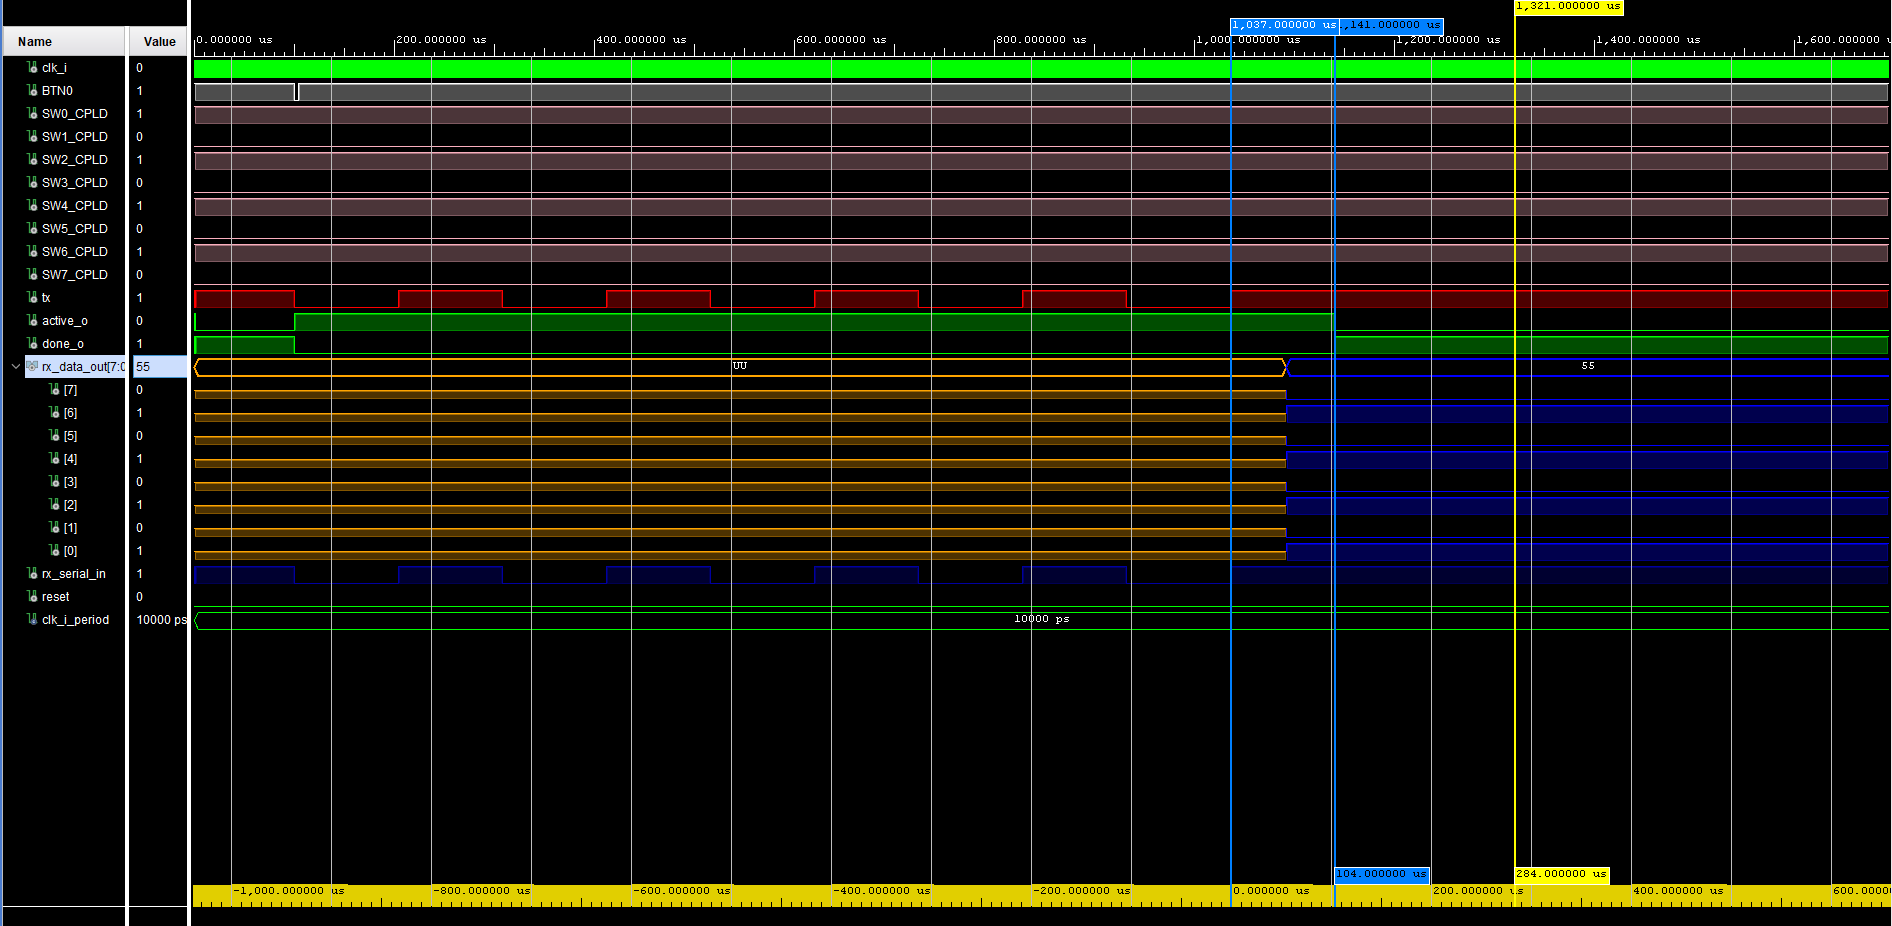 1,321.000000 us
1,037.000000 us
,141.000000 us
Name Value
0.000000 us 200.000000 us 400.000000 us 600.000000 us 800.000000 us 1,000.000000 us 1,200.000000 us 1,400.000000 us 1,600.000000
clk_i 0
BTN0 1
SW0_CPLD 1
SW1_CPLD 0
SW2_CPLD 1
SW3_CPLD 0
SW4_CPLD 1
SW5_CPLD 0
SW6_CPLD 1
SW7_CPLD 0
tx 1
active_o 0
done_o 1
rx_data_out[7:0 55 UU 55
[7] 0
[6] 1
[5] 0
[4] 1
[3] 0
[2] 1
[1] 0
[0] 1
rx_serial_in 1
reset 0
clk_i_period 10000 ps 10000 ps
104.000000 us 284.000000 us
-1,000.000000 us -800.000000 us -600.000000 us -400.000000 us -200.000000 us 0.000000 us 200.000000 us 400.000000 us 600.00000